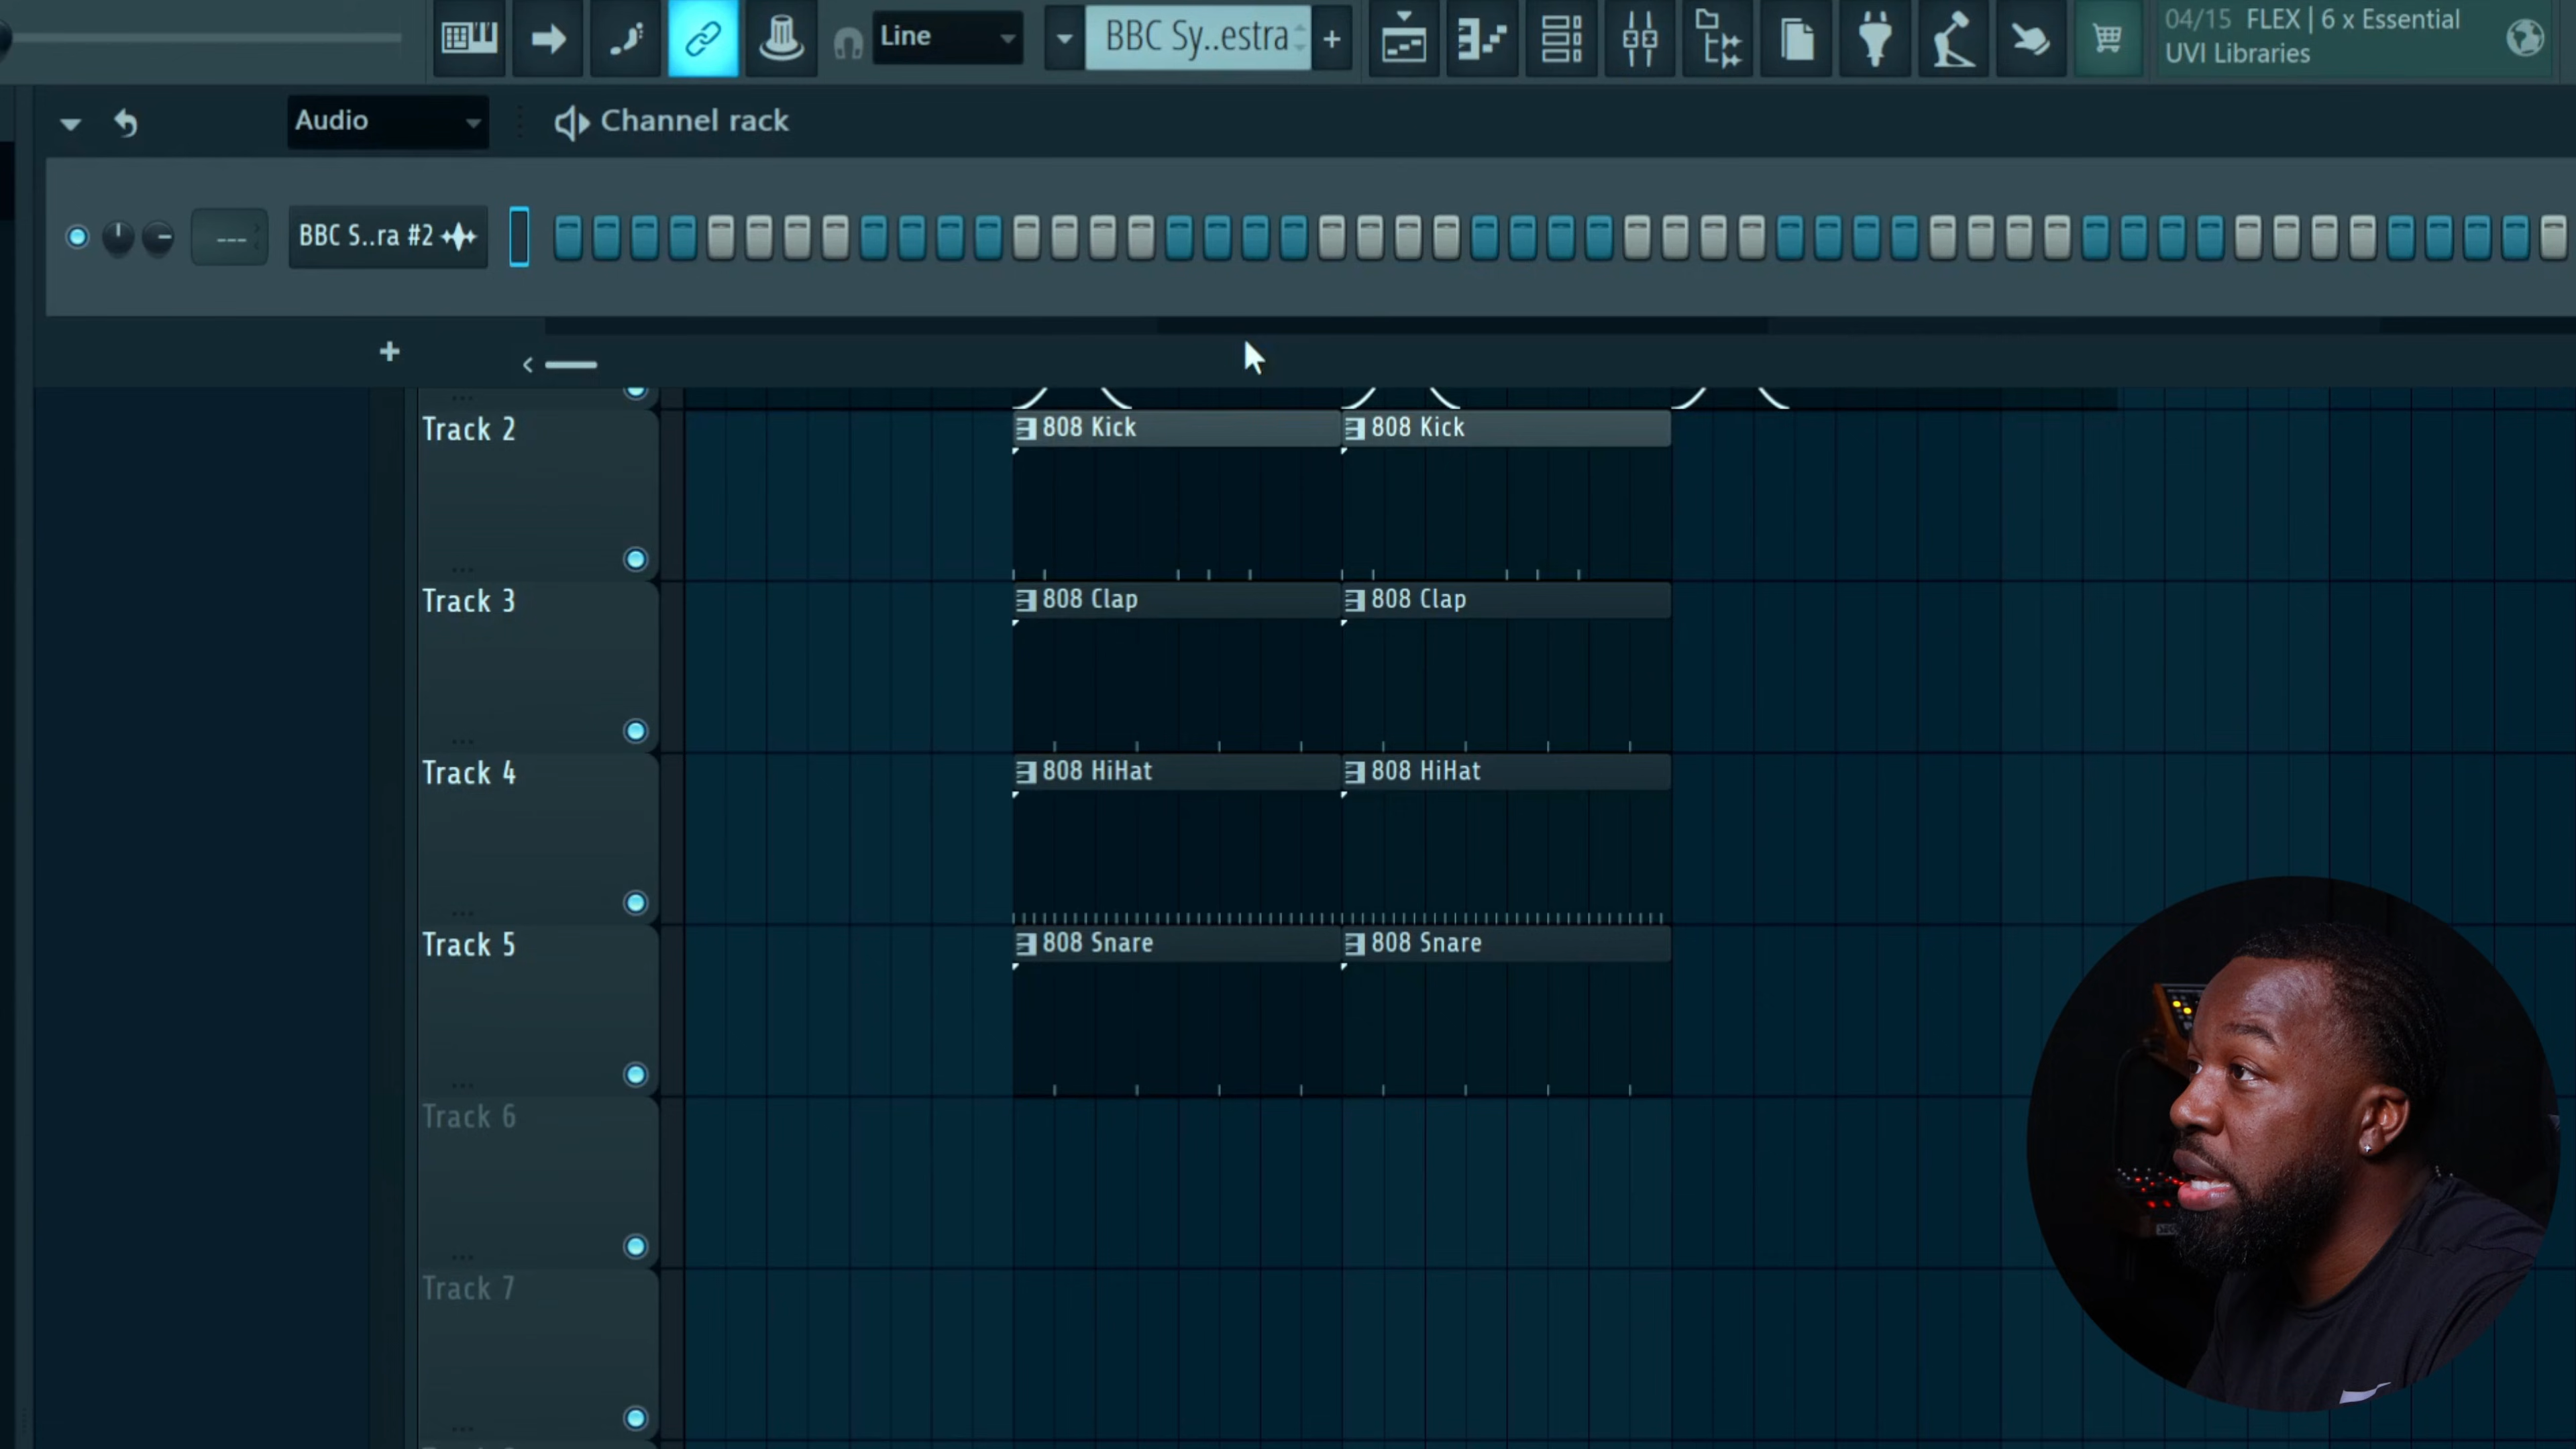 Line
BBC Sy..estra
+
04/15 FLEX | 6 x Essential
UVI Libraries
Audio
Channel rack
---
BBC S..ra #2
+
Track 2
808 Kick
808 Kick
Track 3
808 Clap
808 Clap
Track 4
808 HiHat
808 HiHat
Track 5
808 Snare
808 Snare
Track 6
Track 7